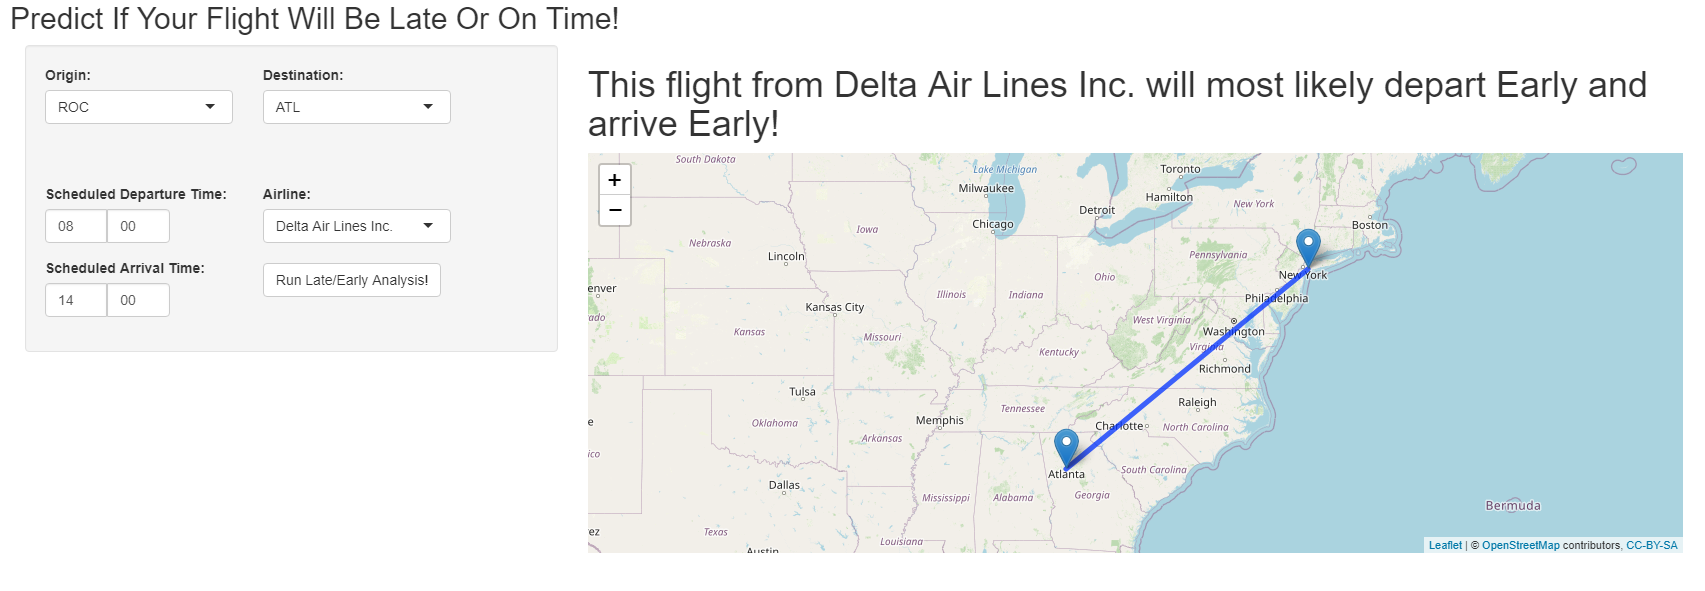 Predict If Your Flight Will Be Late Or On Time!
Origin:
Destination:
ROC
ATL
Scheduled Departure Time:
Airline:
08
00
Delta Air Lines Inc.
Scheduled Arrival Time:
Run Late/Early Analysis!
14
00
This flight from Delta Air Lines Inc. will most likely depart Early and
arrive Early!
+
−
South Dakota
Lake Michigan
Toronto
Milwaukee
Hamilton
Detroit
New York
Chicago
Boston
Iowa
Nebraska
Lincoln
Pennsylvania
New York
Ohio
enver
Illinois
Indiana
Philadelphia
Kansas City
ado
West Virginia
Washington
Kansas
Missouri
Virginia
Kentucky
Richmond
Tulsa
Raleigh
Tennessee
e
Oklahoma
Memphis
Charlotte
North Carolina
Arkansas
ico
Atlanta
South Carolina
Dallas
Mississippi
Alabama
Georgia
Bermuda
ez
Texas
Louisiana
Austin
Leaflet | © OpenStreetMap contributors, CC-BY-SA